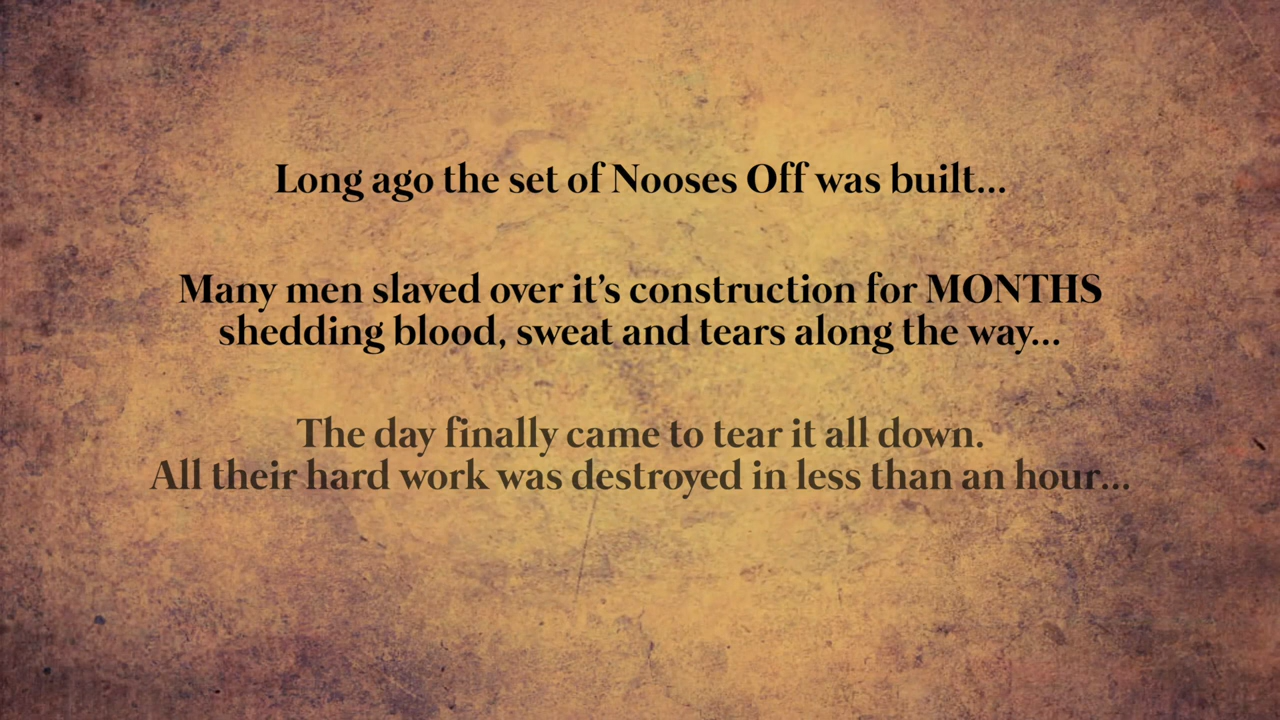 Long ago the set of Nooses Off was built...
Many men slaved over it’s construction for MONTHS
shedding blood, sweat and tears along the way...
The day finally came to tear it all down.
All their hard work was destroyed in less than an hour...